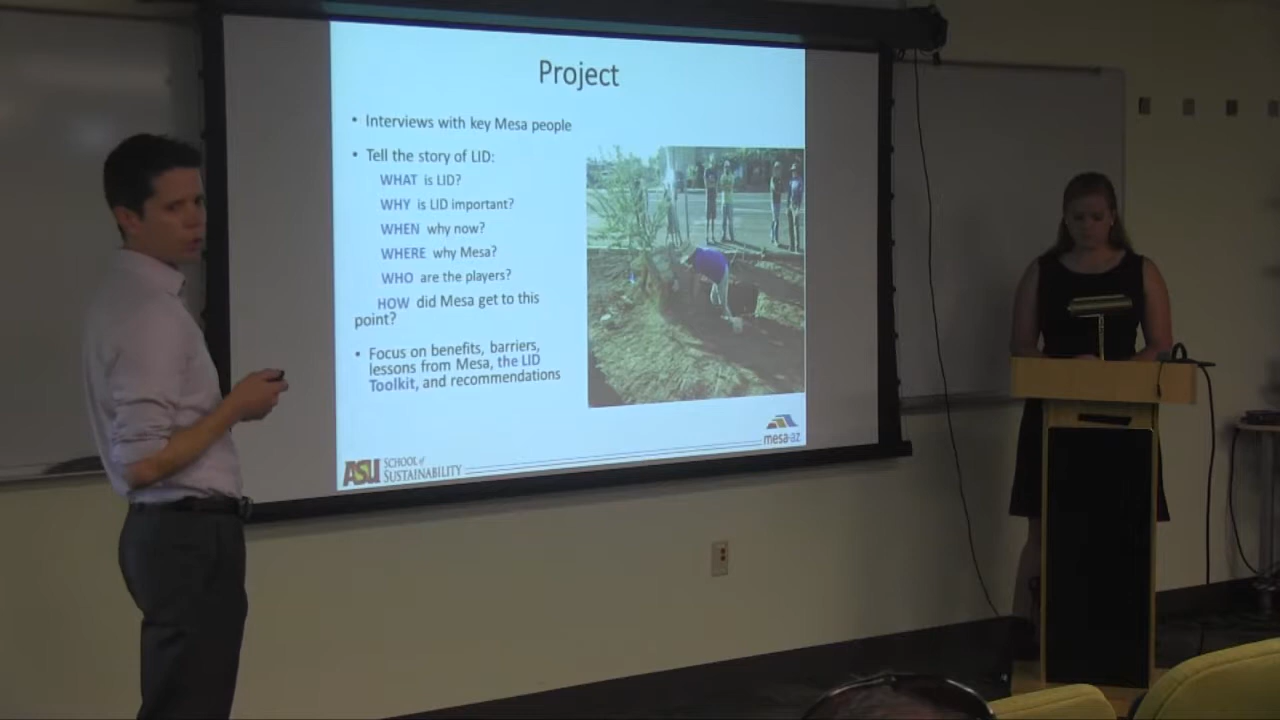 Project
• Interviews with key Mesa people
• Tell the story of LID:
WHAT is LID?
WHY is LID important?
WHEN why now?
WHERE why Mesa?
WHO are the players?
HOW did Mesa get to this
point?
• Focus on benefits, barriers,
lessons from Mesa, the LID
Toolkit, and recommendations
mesa·az
ASU SCHOOL of
SUSTAINABILITY